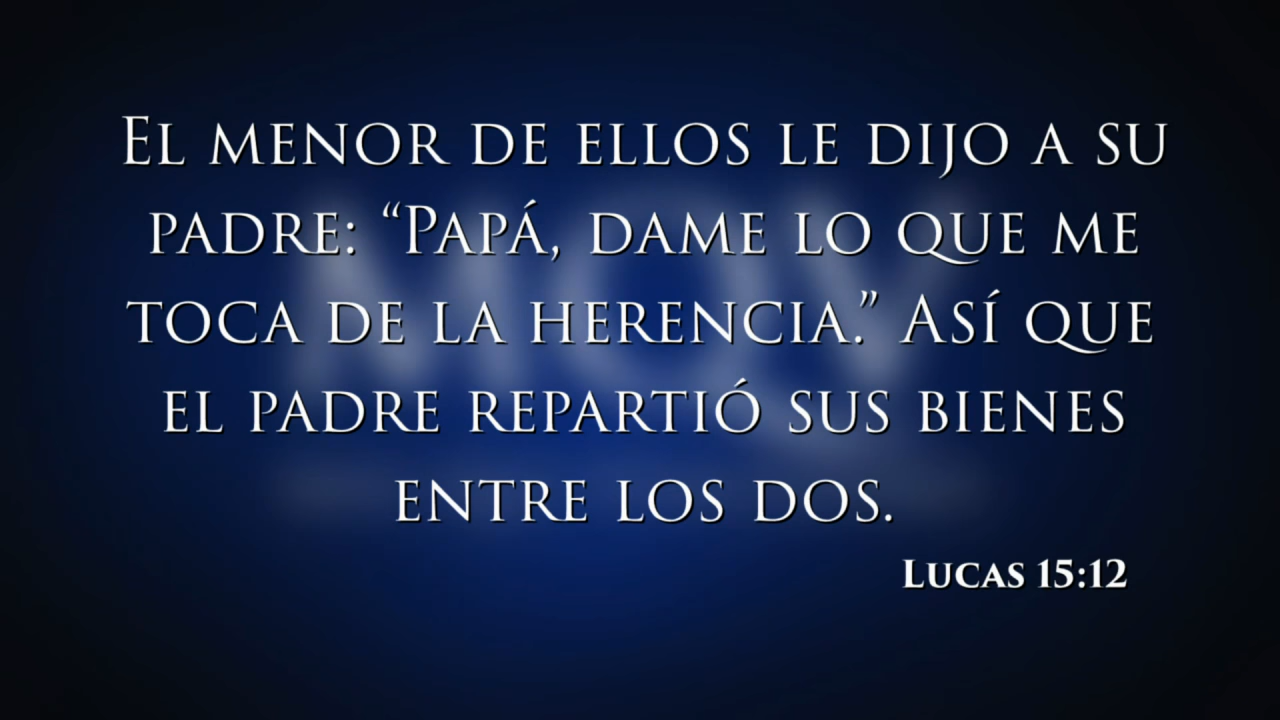 El menor de ellos le dijo a su
padre: “Papá, dame lo que me
toca de la herencia.” Así que
el padre repartió sus bienes
entre los dos.
Lucas 15:12
MQV